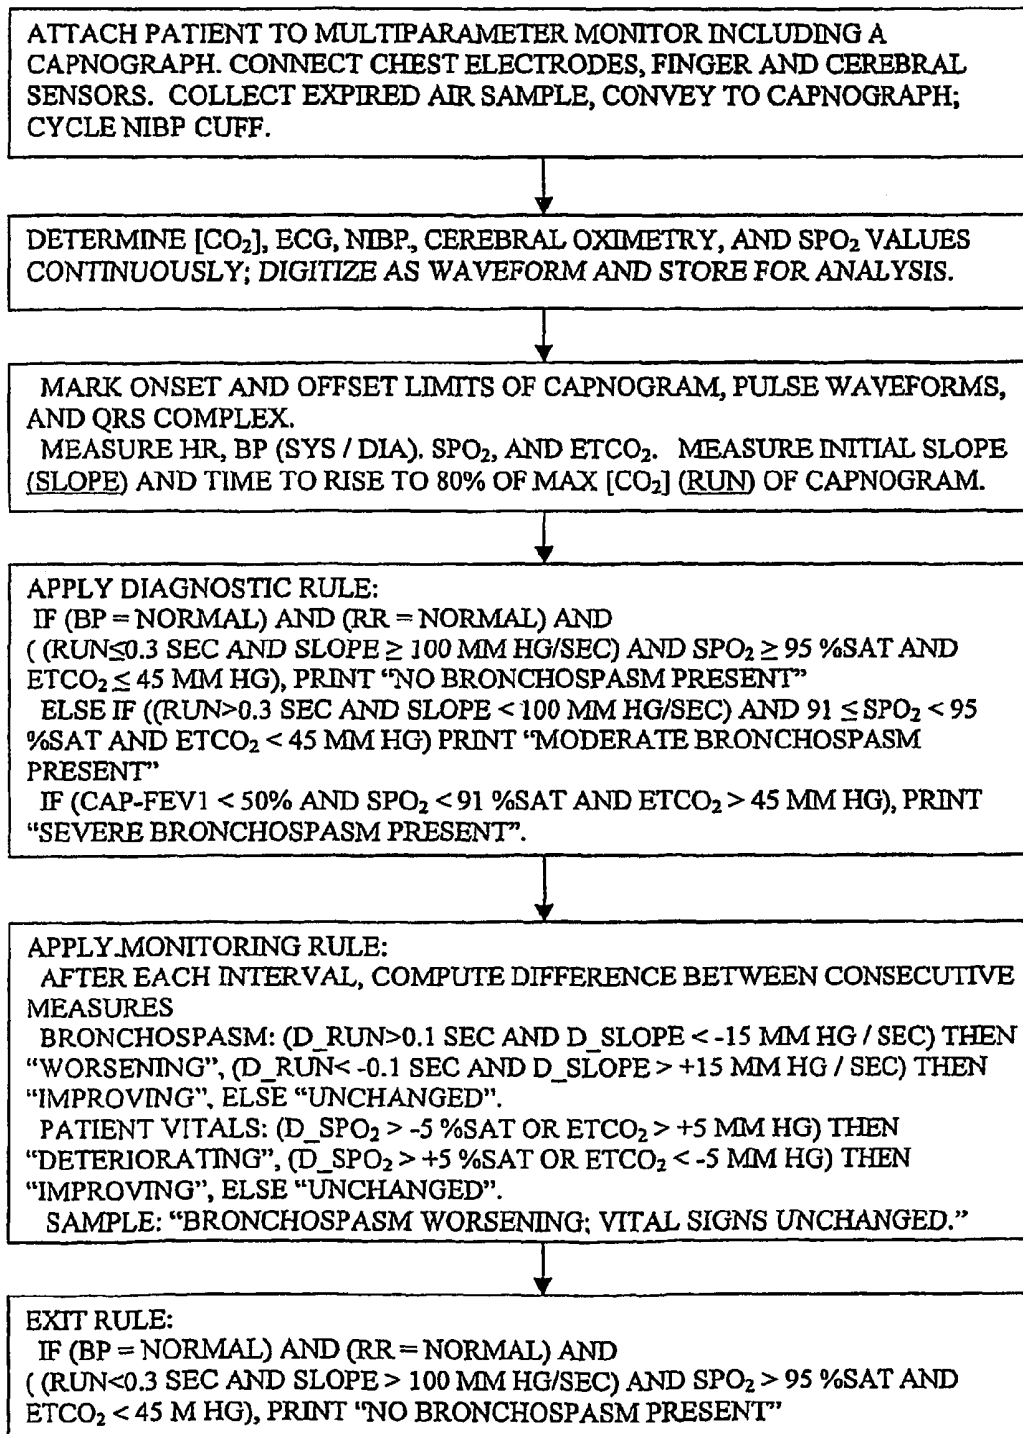 ATTACH PATIENT TO MULTIPARAMETER MONITOR INCLUDING A
CAPNOGRAPH. CONNECT CHEST ELECTRODES, FINGER AND CEREBRAL
SENSORS. COLLECT EXPIRED AIR SAMPLE, CONVEY TO CAPNOGRAPH;
CYCLE NIBP CUFF.
DETERMINE [CO₂], ECG, NIBP., CEREBRAL OXIMETRY, AND SPO₂ VALUES
CONTINUOUSLY; DIGITIZE AS WAVEFORM AND STORE FOR ANALYSIS.
MARK ONSET AND OFFSET LIMITS OF CAPNOGRAM, PULSE WAVEFORMS,
AND QRS COMPLEX.
MEASURE HR, BP (SYS / DIA). SPO₂, AND ETCO₂. MEASURE INITIAL SLOPE
(SLOPE) AND TIME TO RISE TO 80% OF MAX [CO₂] (RUN) OF CAPNOGRAM.
APPLY DIAGNOSTIC RULE:
IF (BP = NORMAL) AND (RR = NORMAL) AND
( (RUN≤0.3 SEC AND SLOPE ≥ 100 MM HG/SEC) AND SPO₂ ≥ 95 %SAT AND
ETCO₂ ≤ 45 MM HG), PRINT "NO BRONCHOSPASM PRESENT"
ELSE IF ((RUN>0.3 SEC AND SLOPE < 100 MM HG/SEC) AND 91 ≤ SPO₂ < 95
%SAT AND ETCO₂ < 45 MM HG) PRINT "MODERATE BRONCHOSPASM
PRESENT"
IF (CAP-FEV1 < 50% AND SPO₂ < 91 %SAT AND ETCO₂ > 45 MM HG), PRINT
"SEVERE BRONCHOSPASM PRESENT".
APPLY.MONITORING RULE:
AFTER EACH INTERVAL, COMPUTE DIFFERENCE BETWEEN CONSECUTIVE
MEASURES
BRONCHOSPASM: (D_RUN>0.1 SEC AND D_SLOPE < -15 MM HG / SEC) THEN
"WORSENING", (D_RUN< -0.1 SEC AND D_SLOPE > +15 MM HG / SEC) THEN
"IMPROVING", ELSE "UNCHANGED".
PATIENT VITALS: (D_SPO₂ > -5 %SAT OR ETCO₂ > +5 MM HG) THEN
"DETERIORATING", (D_SPO₂ > +5 %SAT OR ETCO₂ < -5 MM HG) THEN
"IMPROVING", ELSE "UNCHANGED".
SAMPLE: "BRONCHOSPASM WORSENING; VITAL SIGNS UNCHANGED."
EXIT RULE:
IF (BP = NORMAL) AND (RR = NORMAL) AND
( (RUN<0.3 SEC AND SLOPE > 100 MM HG/SEC) AND SPO₂ > 95 %SAT AND
ETCO₂ < 45 M HG), PRINT "NO BRONCHOSPASM PRESENT"